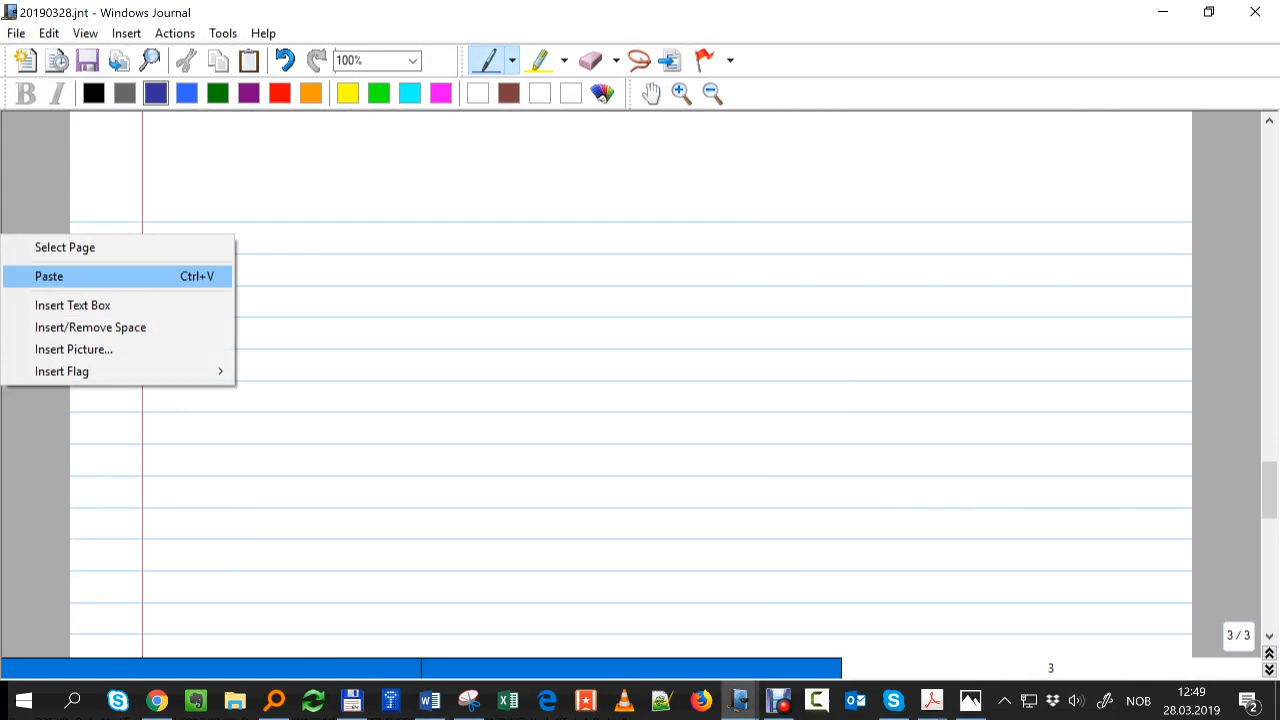 20190328.jnt - Windows Journal
File Edit View Insert Actions Tools Help
100%
B I
Select Page
Paste Ctrl+V
Insert Text Box
Insert/Remove Space
Insert Picture...
Insert Flag
3 / 3
3
NOB
12:49
28.03.2019
2